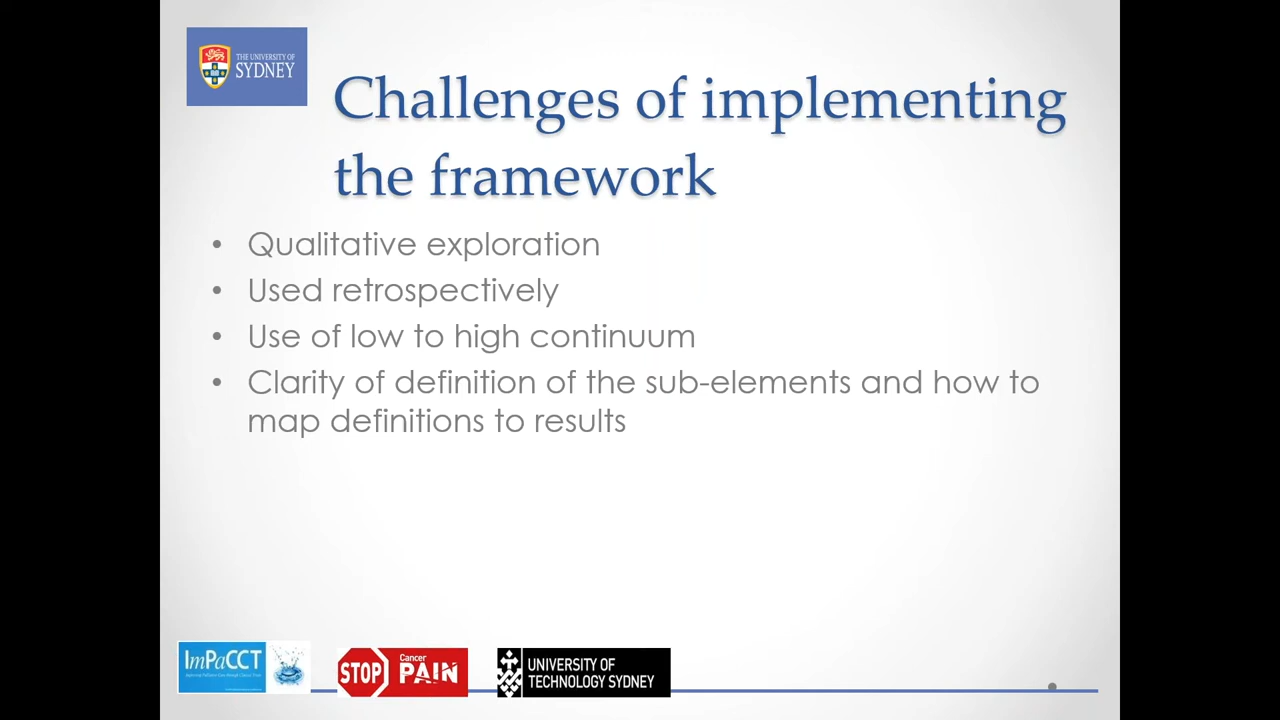 THE UNIVERSITY OF
SYDNEY
Challenges of implementing
the framework
• Qualitative exploration
• Used retrospectively
• Use of low to high continuum
• Clarity of definition of the sub-elements and how to
map definitions to results
ImPaCCT
STOP
Cancer
PAIN
UNIVERSITY OF
TECHNOLOGY SYDNEY